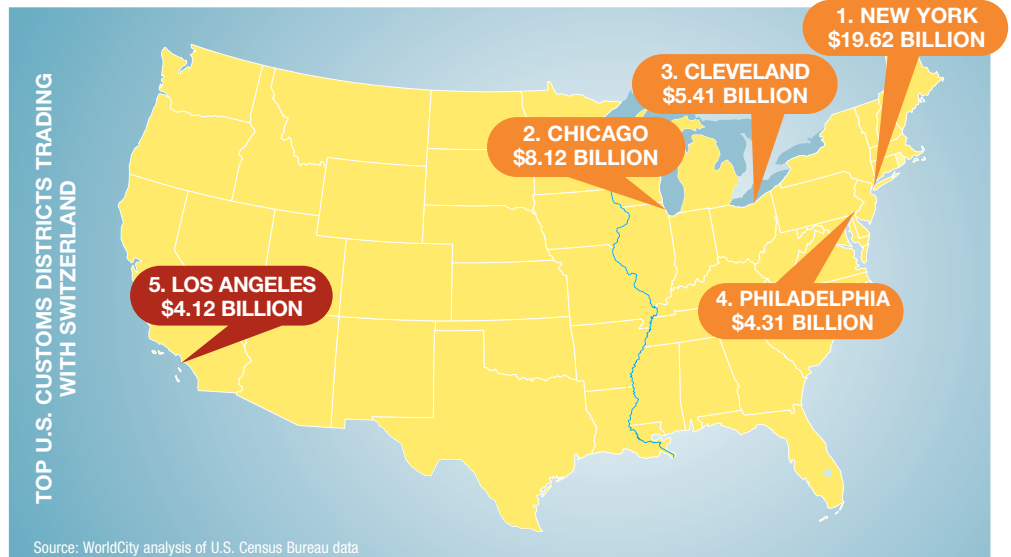 TOP U.S. CUSTOMS DISTRICTS TRADING
WITH SWITZERLAND
1. NEW YORK
$19.62 BILLION
3. CLEVELAND
$5.41 BILLION
2. CHICAGO
$8.12 BILLION
5. LOS ANGELES
$4.12 BILLION
4. PHILADELPHIA
$4.31 BILLION
Source: WorldCity analysis of U.S. Census Bureau data